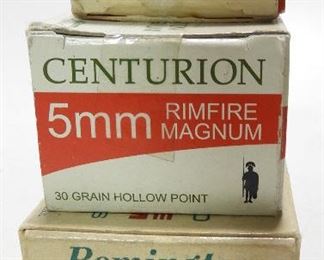 CENTURION
5mm RIMFIRE
MAGNUM
30 GRAIN HOLLOW POINT